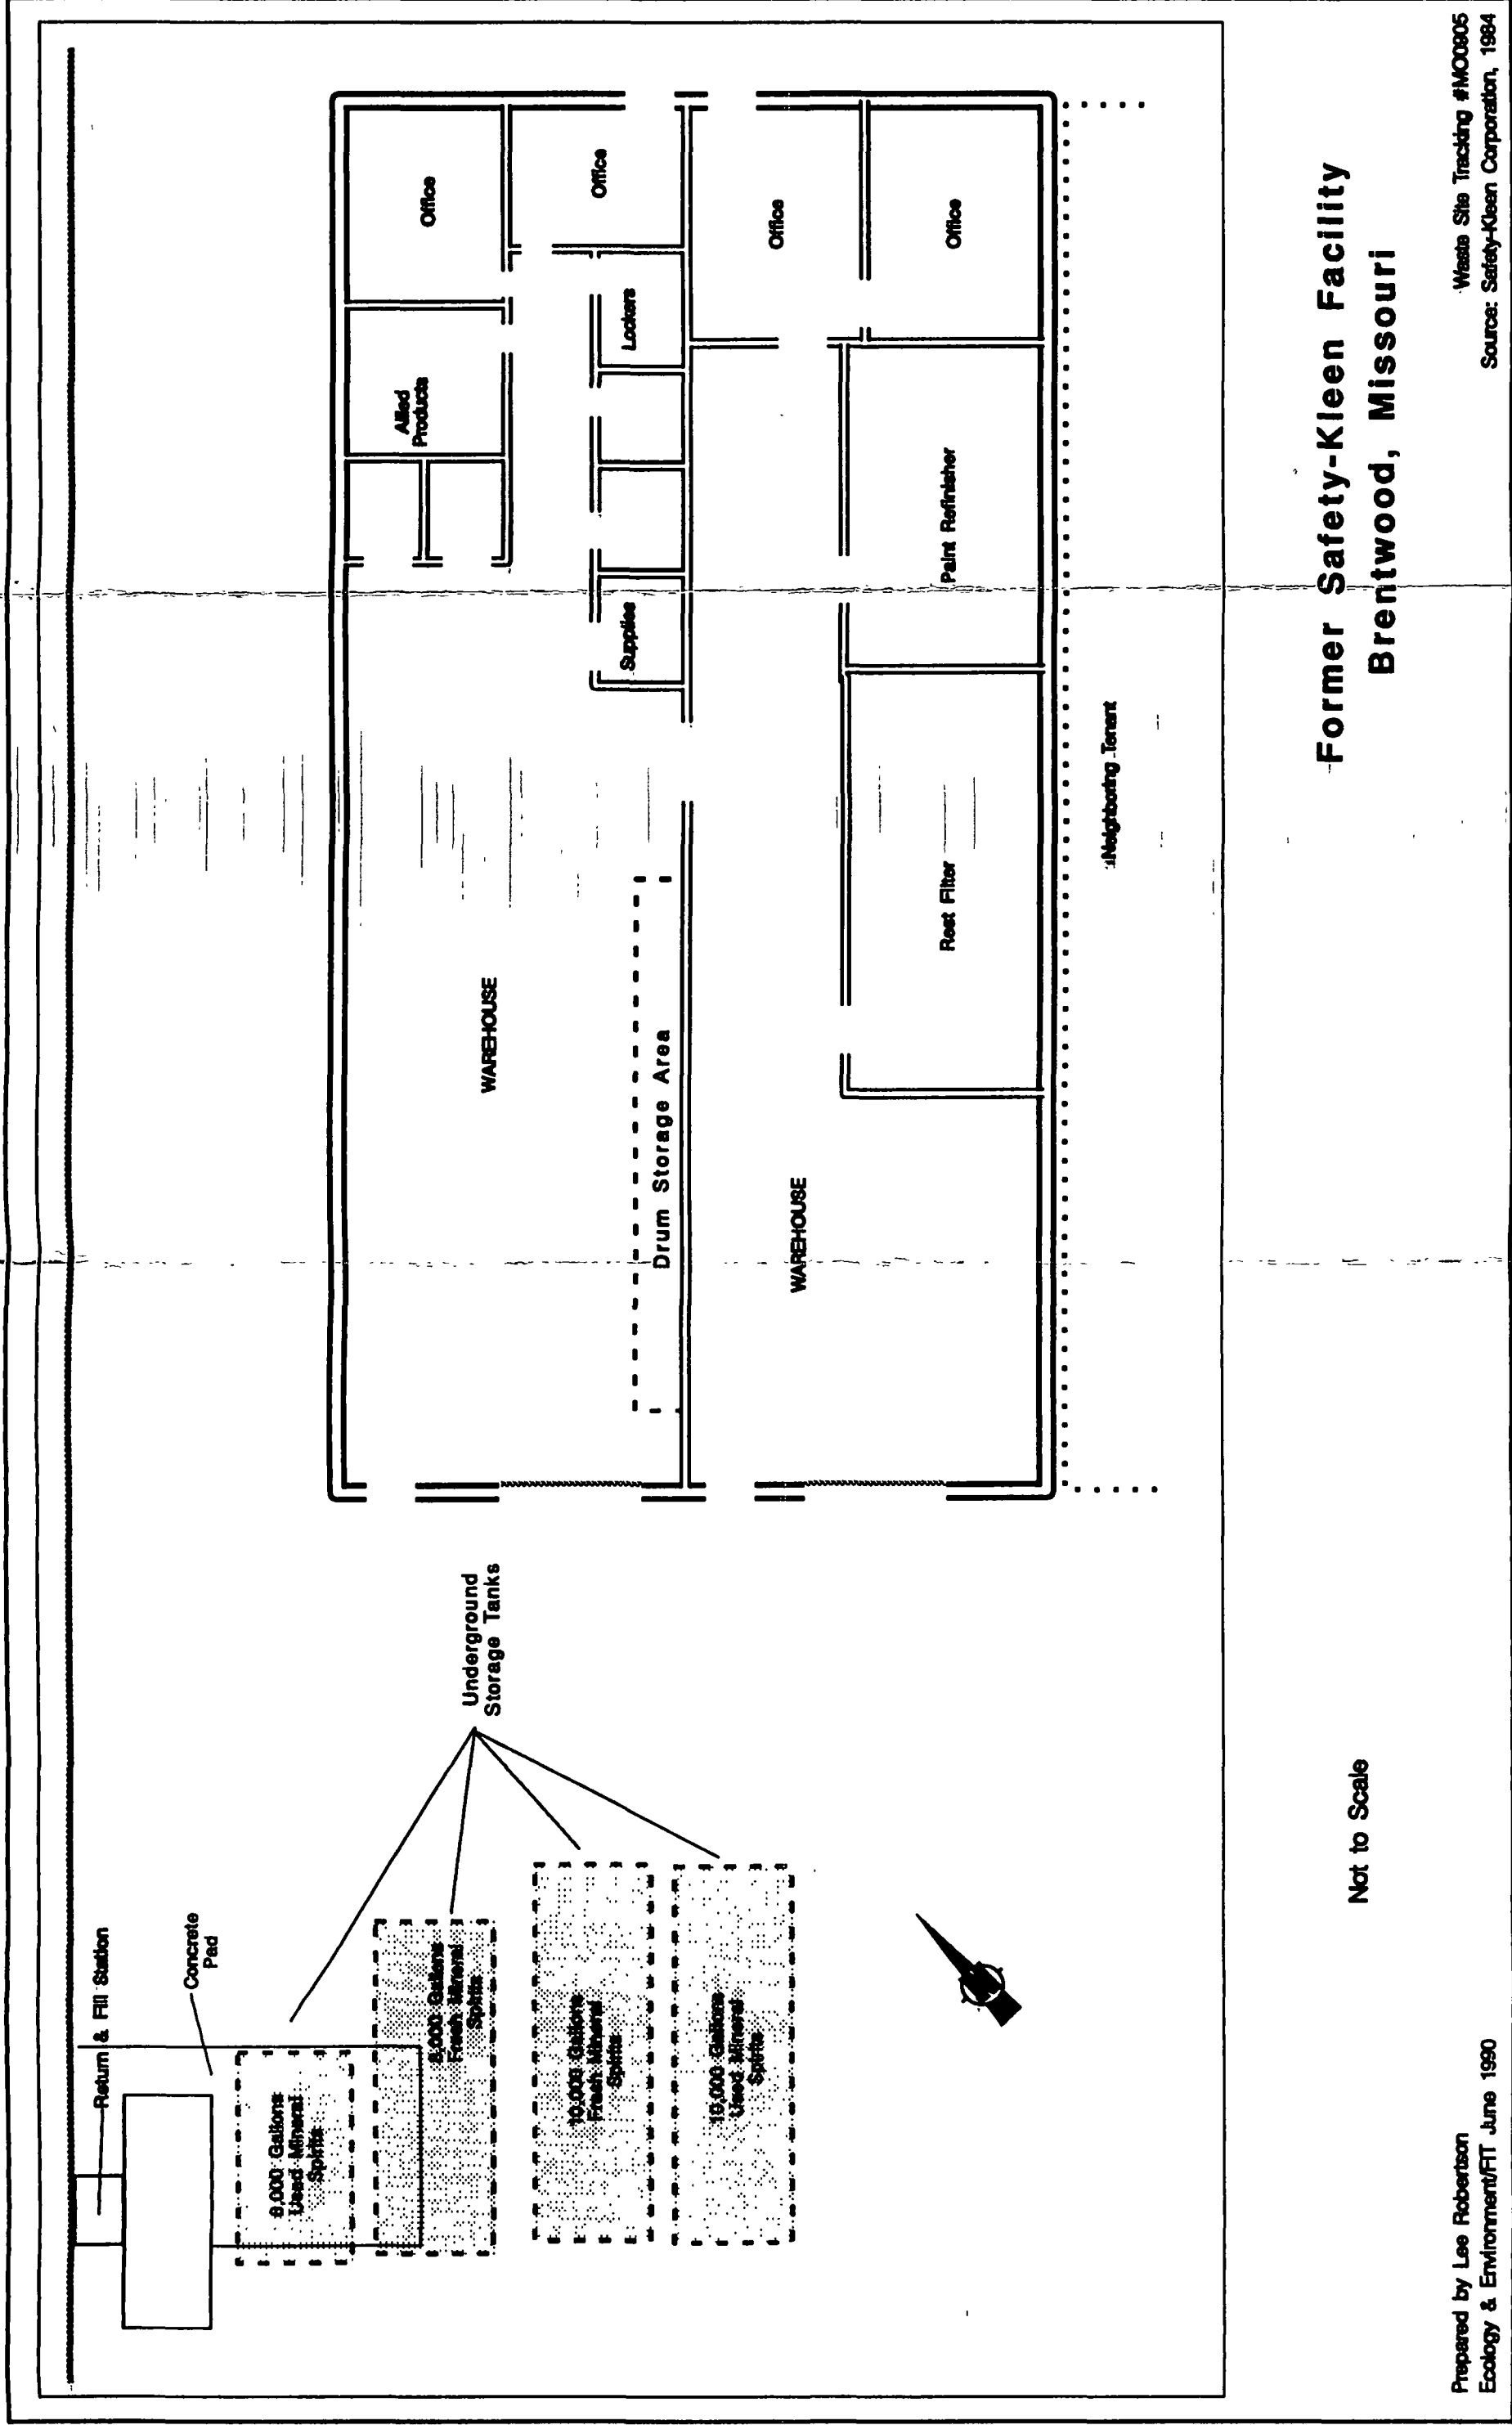 Return & Fill Station
Concrete
Pad
8,000 Gallons
Used Mineral
Spirits
8,000 Gallons
Fresh Mineral
Spirits
10,000 Gallons
Fresh Mineral
Spirits
10,000 Gallons
Used Mineral
Spirits
Underground
Storage Tanks
WAREHOUSE
Drum Storage Area
WAREHOUSE
Allied
Products
Office
Office
Supplies
Lockers
Office
Rest Filter
Paint Refinisher
Office
Neighboring Tenant
Not to Scale
Former Safety-Kleen Facility
Brentwood, Missouri
Prepared by Lee Robertson
Ecology & Environment/FIT June 1990
Waste Site Tracking #MO0905
Source: Safety-Kleen Corporation, 1984